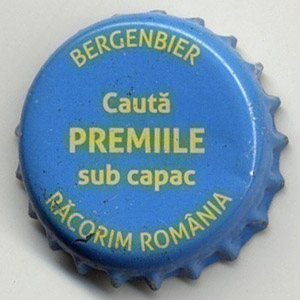 BERGENBIER
Caută
PREMIILE
sub capac
RĂCORIM ROMÂNIA